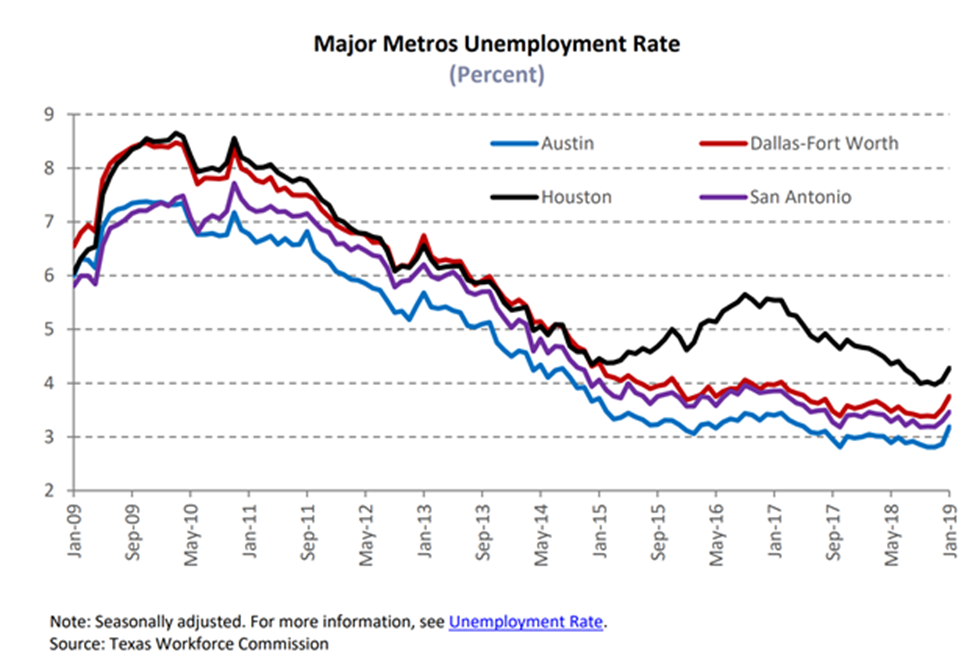 Major Metros Unemployment Rate
(Percent)
9
8
7
6
5
4
3
2
Austin
Dallas-Fort Worth
Houston
San Antonio
Jan-09
Sep-09
May-10
Jan-11
Sep-11
May-12
Jan-13
Sep-13
May-14
Jan-15
Sep-15
May-16
Jan-17
Sep-17
May-18
Jan-19
Note: Seasonally adjusted. For more information, see Unemployment Rate.
Source: Texas Workforce Commission